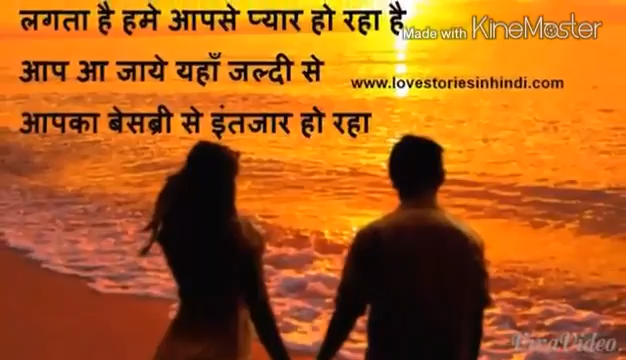 लगता है हमे आपसे प्यार हो रहा है
Made with KINEMASTER
आप आ जाये यहाँ जल्दी से
www.lovestoriesinhindi.com
आपका बेसब्री से इंतजार हो रहा
VivaVideo.